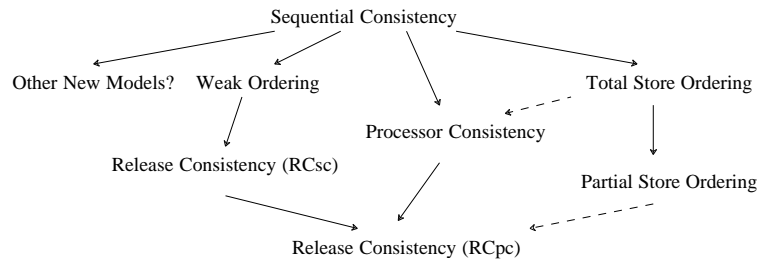 Sequential Consistency
Other New Models?
Weak Ordering
Total Store Ordering
Processor Consistency
Release Consistency (RCsc)
Partial Store Ordering
Release Consistency (RCpc)